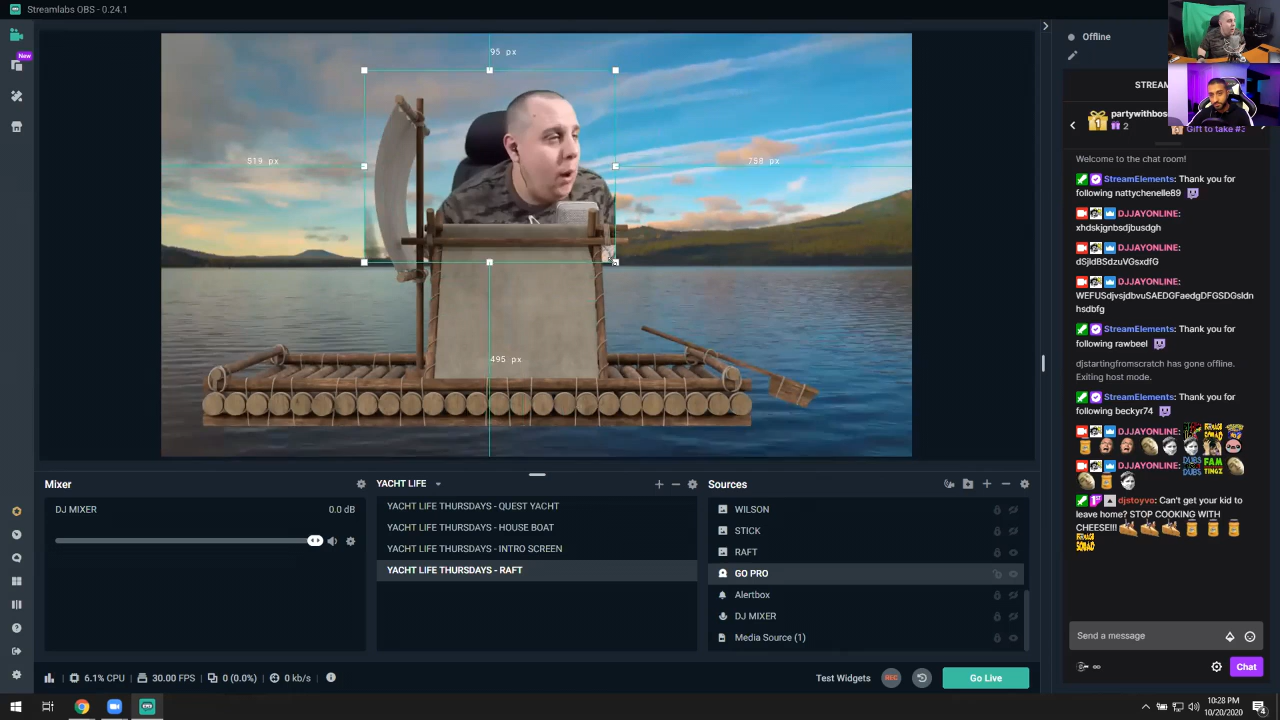 Streamlabs OBS - 0.24.1
New
95 px
519 px
758 px
495 px
Offline
STREAM
partywithbos
2
Gift to take #
Welcome to the chat room!
StreamElements: Thank you for
following nattychenelle89
DJJAYONLINE:
xhdskjgnbsdjbusdgh
DJJAYONLINE:
dSjldBSdzuVGsxdfG
DJJAYONLINE:
WEFUSdjvsjdbvuSAEDGFaedgDFGSDGsldn
hsdbfg
StreamElements: Thank you for
following rawbeel
djstartingfromscratch has gone offline.
Exiting host mode.
StreamElements: Thank you for
following beckyr74
DJJAYONLINE:
DJJAYONLINE:
DUBS FAM TINGZ
djstoyvo: Can't get your kid to
leave home? STOP COOKING WITH
CHEESE!!!
Send a message
Chat
Mixer
DJ MIXER
0.0 dB
YACHT LIFE
YACHT LIFE THURSDAYS - QUEST YACHT
YACHT LIFE THURSDAYS - HOUSE BOAT
YACHT LIFE THURSDAYS - INTRO SCREEN
YACHT LIFE THURSDAYS - RAFT
Sources
WILSON
STICK
RAFT
GO PRO
Alertbox
DJ MIXER
Media Source (1)
6.1% CPU
30.00 FPS
0 (0.0%)
0 kb/s
Test Widgets
REC
Go Live
10:28 PM
10/20/2020
4